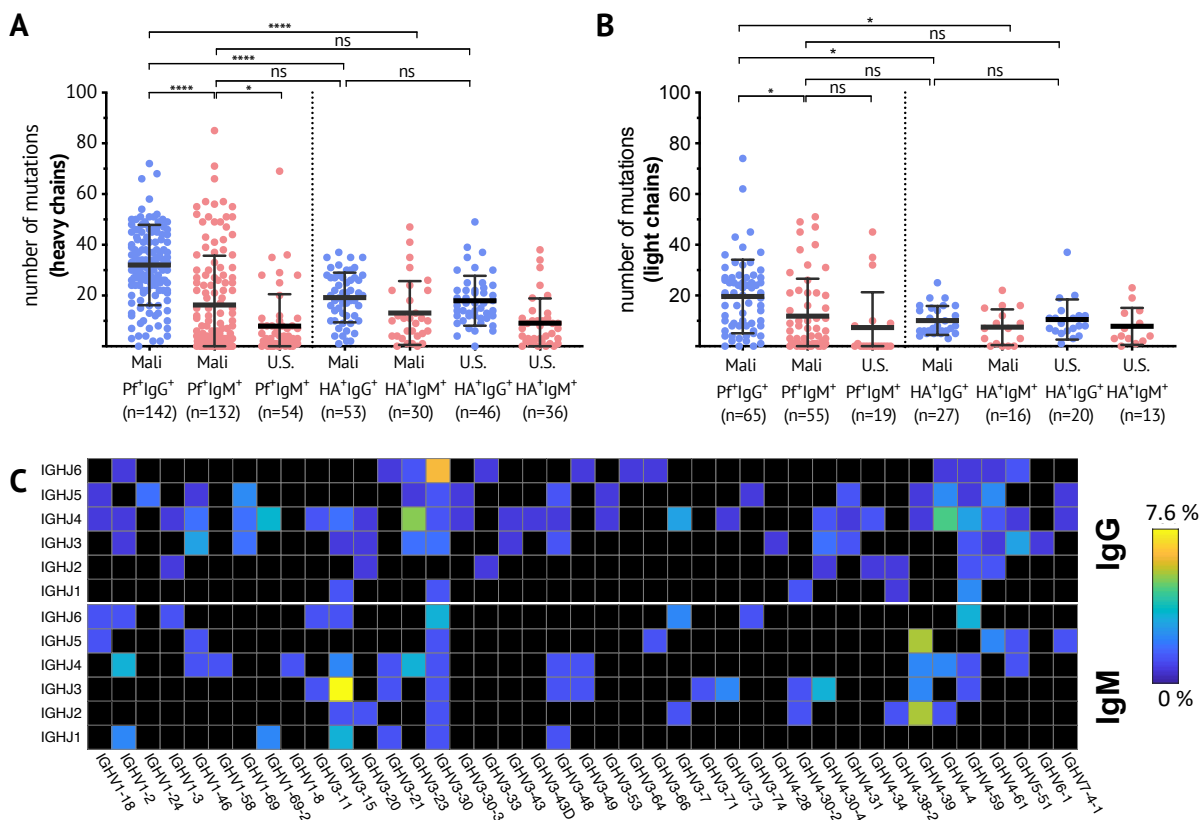 A
****
ns
****
ns
ns
****
*
number of mutations
(heavy chains)
100
80
60
40
20
Mali
Mali
U.S.
Mali
Mali
U.S.
U.S.
Pf⁺IgG⁺
Pf⁺IgM⁺
Pf⁺IgM⁺
HA⁺IgG⁺
HA⁺IgM⁺
HA⁺IgG⁺
HA⁺IgM⁺
(n=142)
(n=132)
(n=54)
(n=53)
(n=30)
(n=46)
(n=36)
B
*
ns
*
ns
ns
*
ns
number of mutations
(light chains)
100
80
60
40
20
0
Mali
Mali
U.S.
Mali
Mali
U.S.
U.S.
Pf⁺IgG⁺
Pf⁺IgM⁺
Pf⁺IgM⁺
HA⁺IgG⁺
HA⁺IgM⁺
HA⁺IgG⁺
HA⁺IgM⁺
(n=65)
(n=55)
(n=19)
(n=27)
(n=16)
(n=20)
(n=13)
C
IGHJ6
IGHJ5
IGHJ4
IGHJ3
IGHJ2
IGHJ1
IGHJ6
IGHJ5
IGHJ4
IGHJ3
IGHJ2
IGHJ1
IgG
IgM
7.6 %
0 %
IGHV1-18
IGHV1-2
IGHV1-24
IGHV1-3
IGHV1-46
IGHV1-58
IGHV1-69
IGHV1-69-2
IGHV1-8
IGHV3-11
IGHV3-15
IGHV3-20
IGHV3-21
IGHV3-23
IGHV3-30
IGHV3-30-3
IGHV3-33
IGHV3-43
IGHV3-43D
IGHV3-48
IGHV3-49
IGHV3-53
IGHV3-64
IGHV3-66
IGHV3-7
IGHV3-71
IGHV3-73
IGHV3-74
IGHV4-28
IGHV4-30-2
IGHV4-30-4
IGHV4-31
IGHV4-34
IGHV4-38-2
IGHV4-39
IGHV4-4
IGHV4-59
IGHV4-61
IGHV5-51
IGHV6-1
IGHV7-4-1